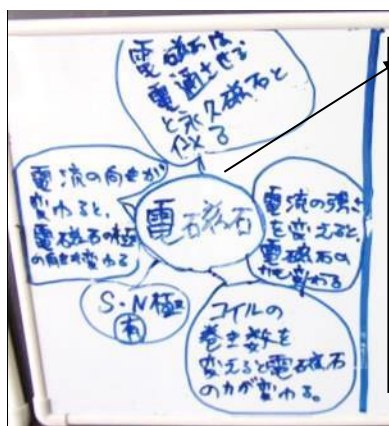 電磁石は、
電通させる
と永久磁石と
似る
電流の向きが
変わると、
電磁石の極
の向きが変わる
電磁石
電流の強さ
を変えると、
電磁石の
力も変わる
S・N極
有
コイルの
巻き数を
変えると電磁石
の力が変わる。